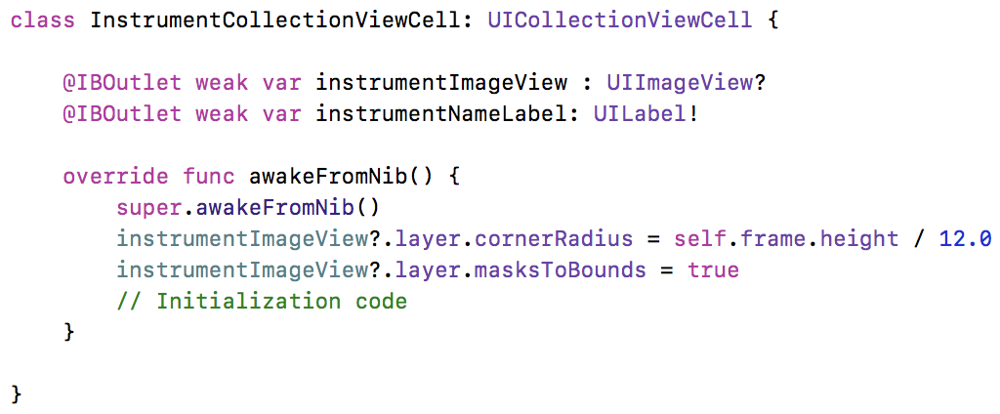 class InstrumentCollectionViewCell: UICollectionViewCell {
@IBOutlet weak var instrumentImageView : UIImageView?
@IBOutlet weak var instrumentNameLabel: UILabel!
override func awakeFromNib() {
super.awakeFromNib()
instrumentImageView?.layer.cornerRadius = self.frame.height / 12.0
instrumentImageView?.layer.masksToBounds = true
// Initialization code
}
}